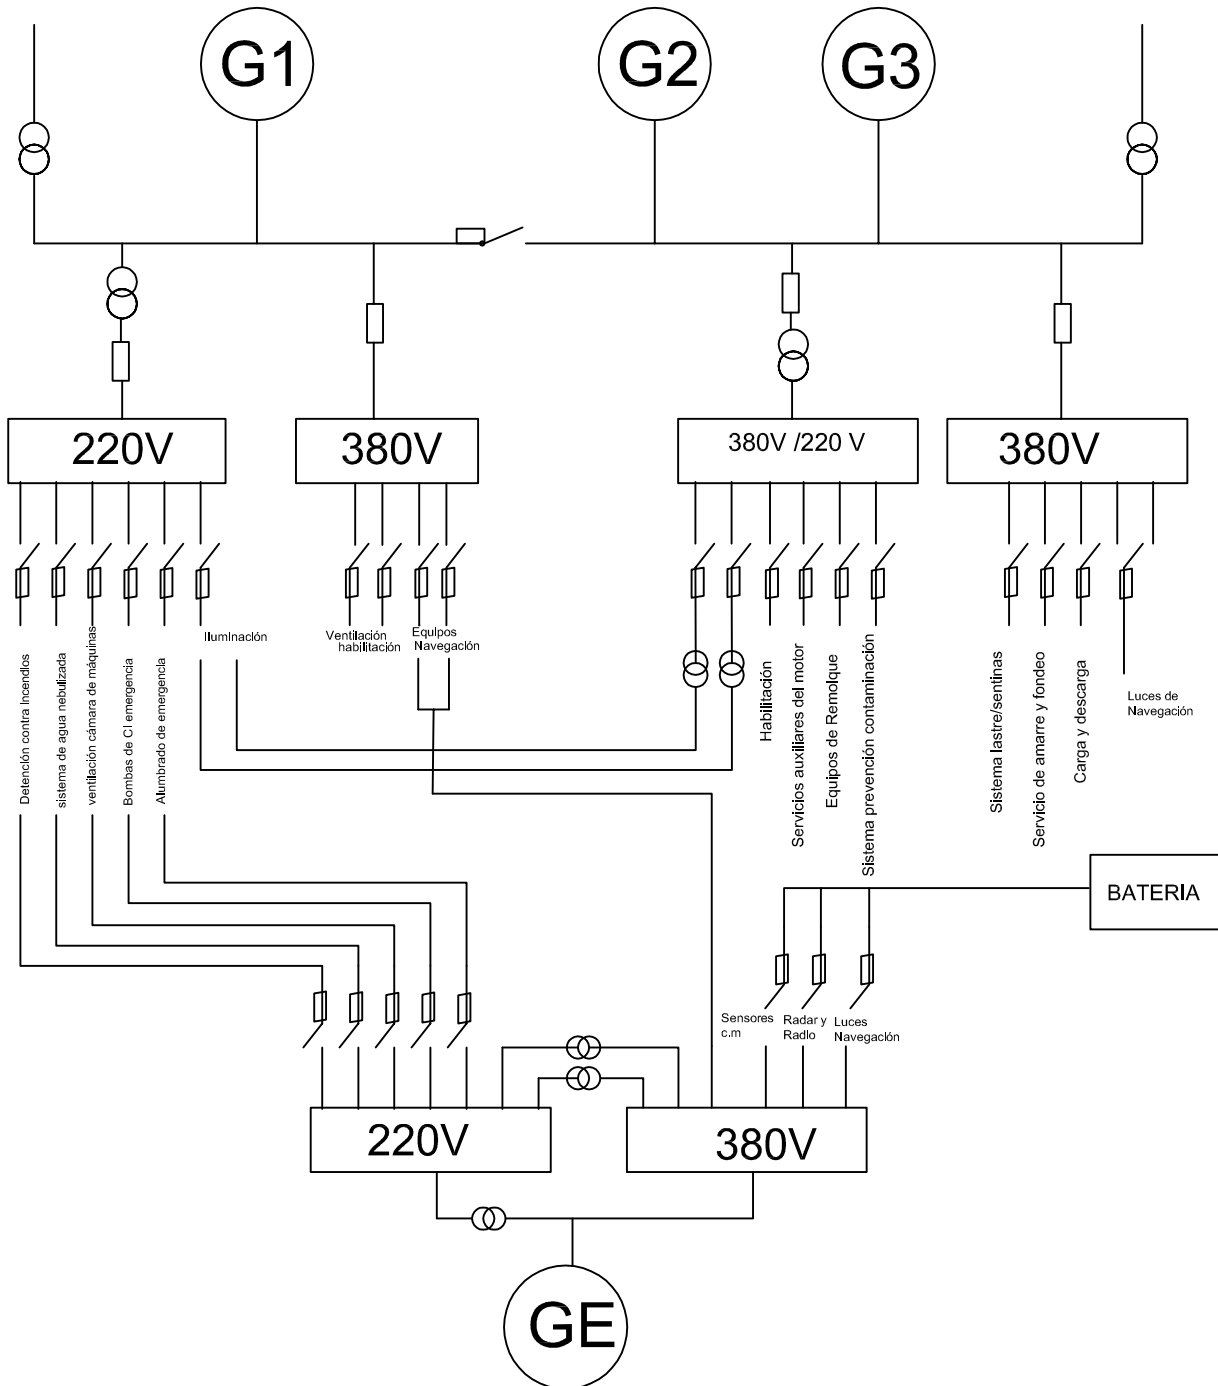 G1
G2
G3
220V
380V
380V /220 V
380V
Detención contra Incendios
sistema de agua nebulizada
ventilación cámara de máquinas
Bombas de CI emergencia
Alumbrado de emergencia
Iluminación
Ventilación
habilitación
Equipos
Navegación
Habilitación
Servicios auxiliares del motor
Equipos de Remolque
Sistema prevención contaminación
Sistema lastre/sentinas
Servicio de amarre y fondeo
Carga y descarga
Luces de
Navegación
BATERIA
Sensores
c.m
Radar y
Radio
Luces
Navegación
220V
380V
GE